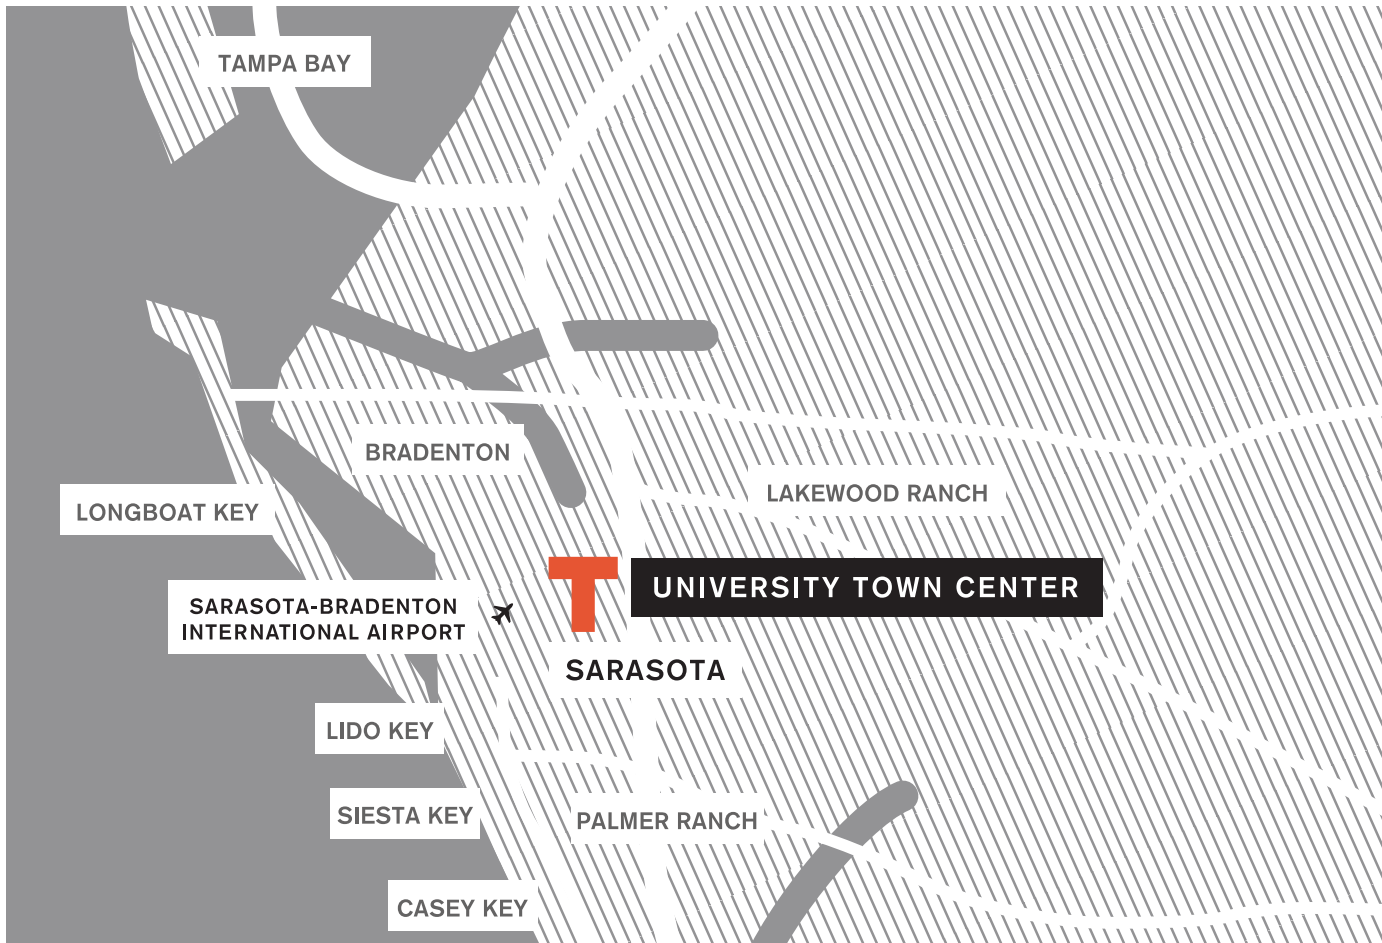 TAMPA BAY
BRADENTON
LAKEWOOD RANCH
LONGBOAT KEY
T UNIVERSITY TOWN CENTER
SARASOTA-BRADENTON
INTERNATIONAL AIRPORT
SARASOTA
LIDO KEY
SIESTA KEY
PALMER RANCH
CASEY KEY